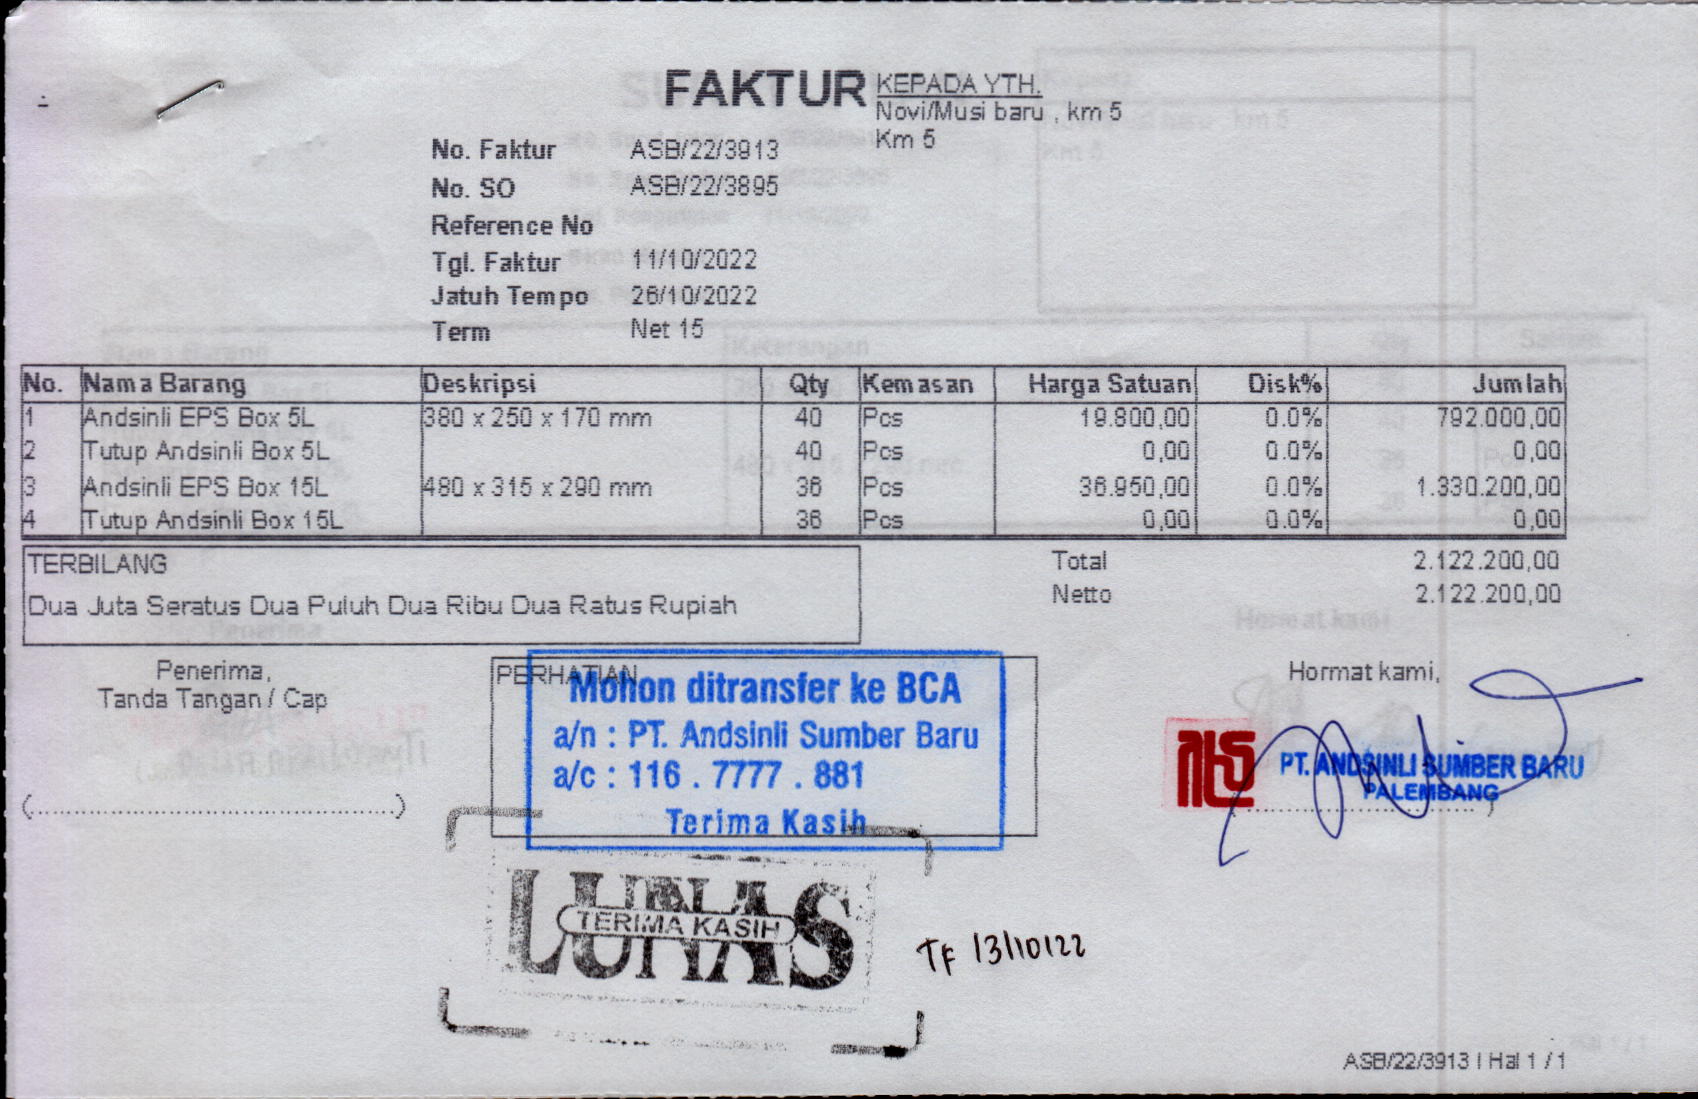 FAKTUR
KEPADA YTH.
Novi/Musi baru , km 5
Km 5
No. Faktur ASB/22/3913
No. SO ASB/22/3895
Reference No
Tgl. Faktur 11/10/2022
Jatuh Tempo 26/10/2022
Term Net 15
No. Nama Barang Deskripsi Qty Kemasan Harga Satuan Disk% Jumlah
1 Andsinli EPS Box 5L 380 x 250 x 170 mm 40 Pcs 19.800,00 0.0% 792.000,00
2 Tutup Andsinli Box 5L 40 Pcs 0,00 0.0% 0,00
3 Andsinli EPS Box 15L 480 x 315 x 290 mm 36 Pcs 36.950,00 0.0% 1.330.200,00
4 Tutup Andsinli Box 15L 36 Pcs 0,00 0.0% 0,00
TERBILANG
Dua Juta Seratus Dua Puluh Dua Ribu Dua Ratus Rupiah
Total 2.122.200,00
Netto 2.122.200,00
Penerima,
Tanda Tangan / Cap
PERHATIAN
Mohon ditransfer ke BCA
a/n : PT. Andsinli Sumber Baru
a/c : 116 . 7777 . 881
Terima Kasih
Hormat kami,
PT. ANDSINLI SUMBER BARU
PALEMBANG
LUNAS
TERIMA KASIH
TF 13/10/22
ASB/22/3913 | Hal 1 / 1